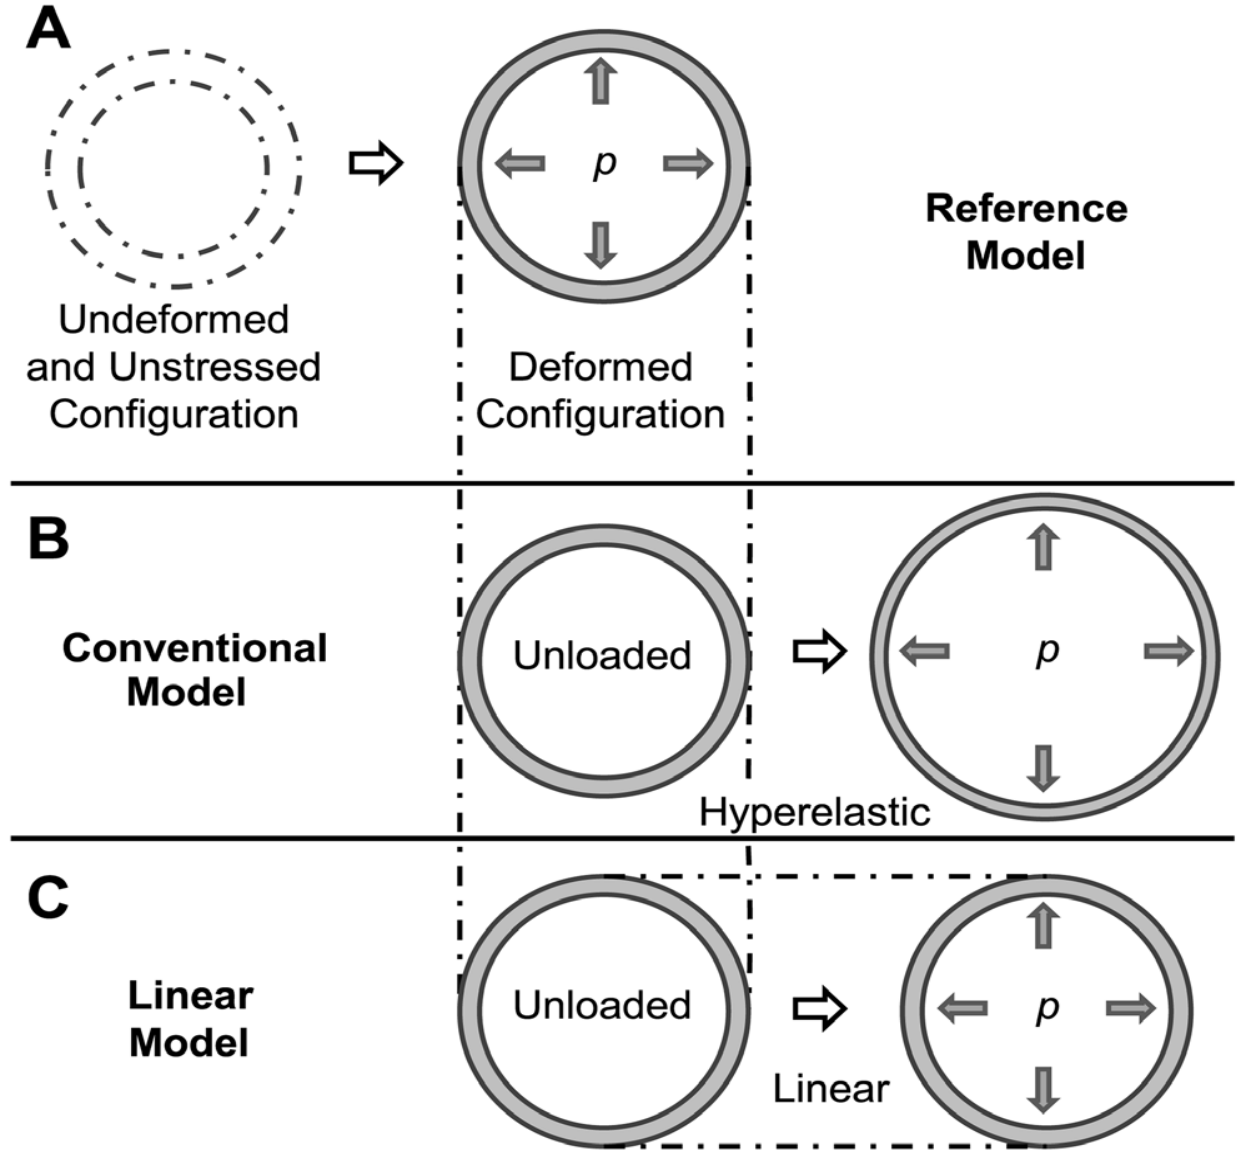 A
p
Reference
Model
Undeformed
and Unstressed
Configuration
Deformed
Configuration
B
Conventional
Model
Unloaded
p
Hyperelastic
C
Linear
Model
Unloaded
p
Linear